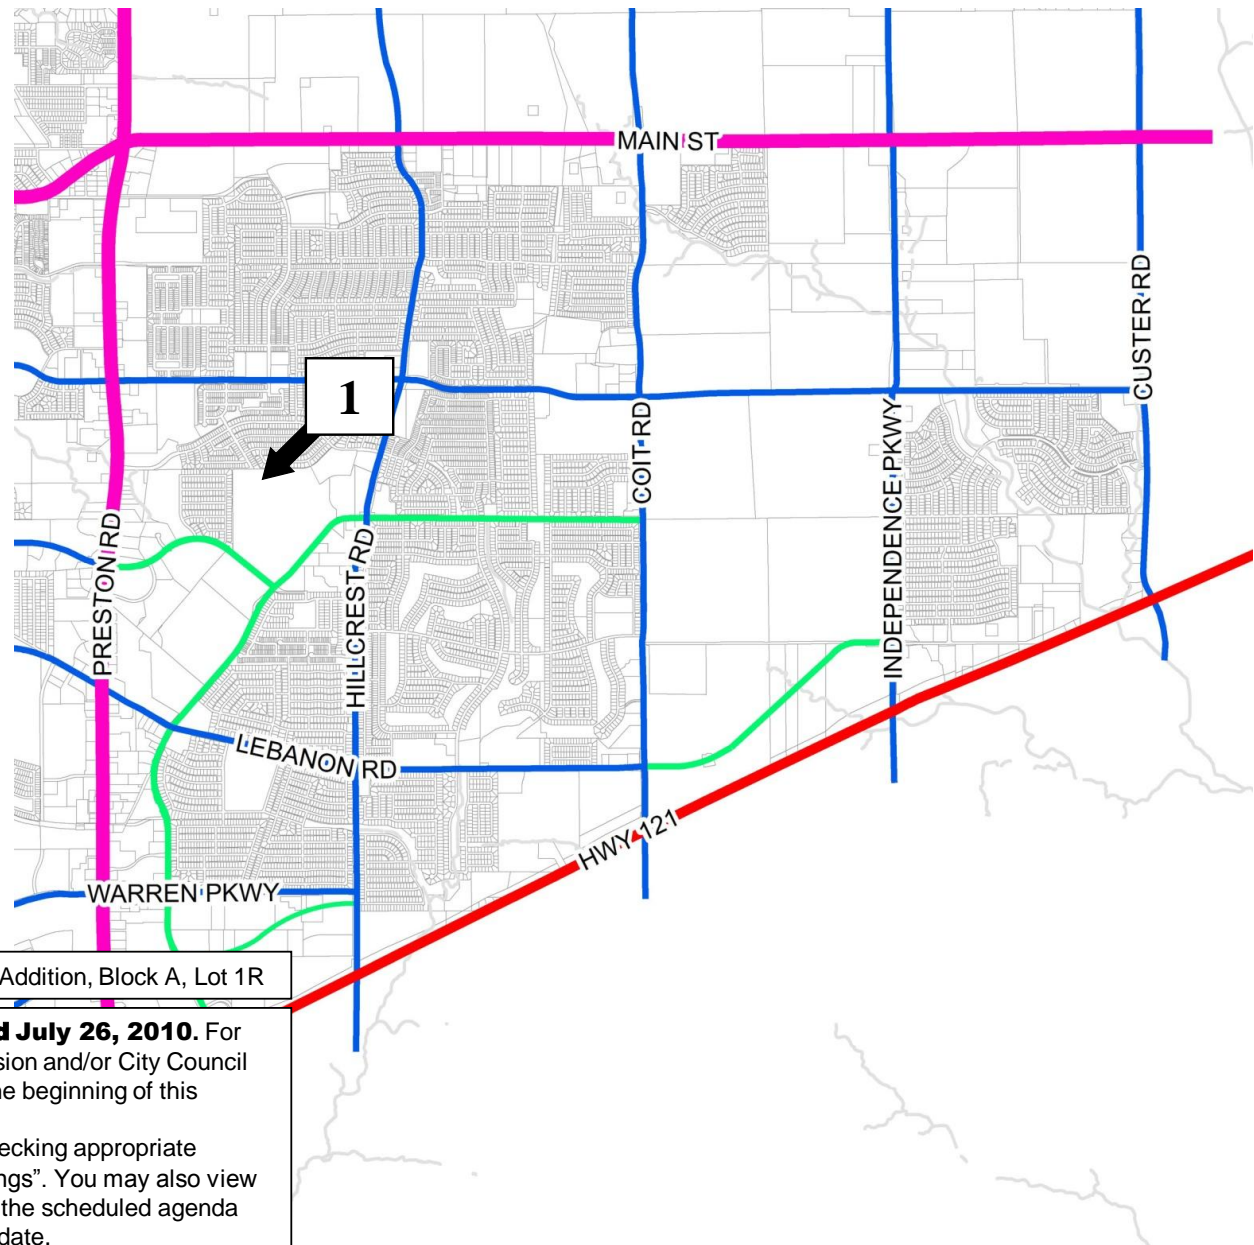 MAIN ST
CUSTER RD
1
COIT RD
INDEPENDENCE PKWY
PRESTON RD
HILLCREST RD
LEBANON RD
HWY 121
WARREN PKWY
Addition, Block A, Lot 1R
July 26, 2010. For
sion and/or City Council
beginning of this
ecking appropriate
ngs”. You may also view
the scheduled agenda
date.